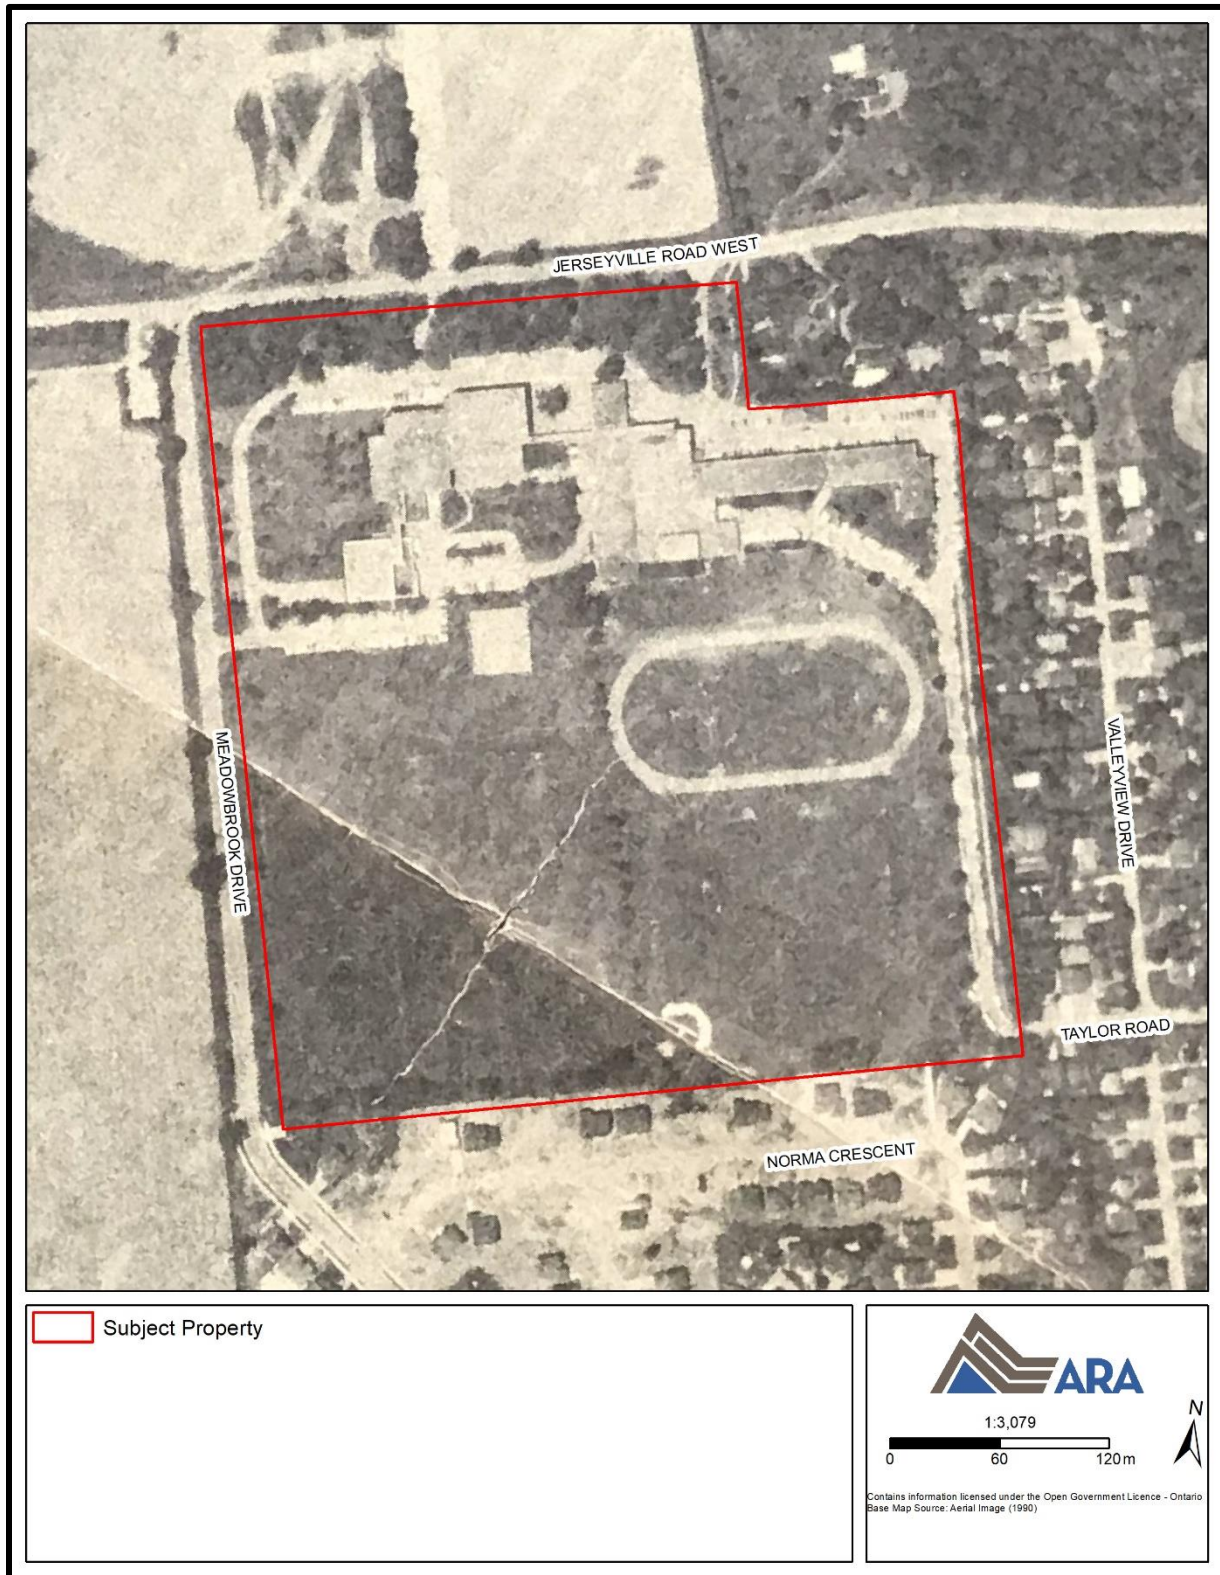 JERSEYVILLE ROAD WEST
MEADOWBROOK DRIVE
VALLEYVIEW DRIVE
TAYLOR ROAD
NORMA CRESCENT
Subject Property
ARA
1:3,079
N
0 60 120 m
Contains information licensed under the Open Government Licence - Ontario
Base Map Source: Aerial Image (1990)